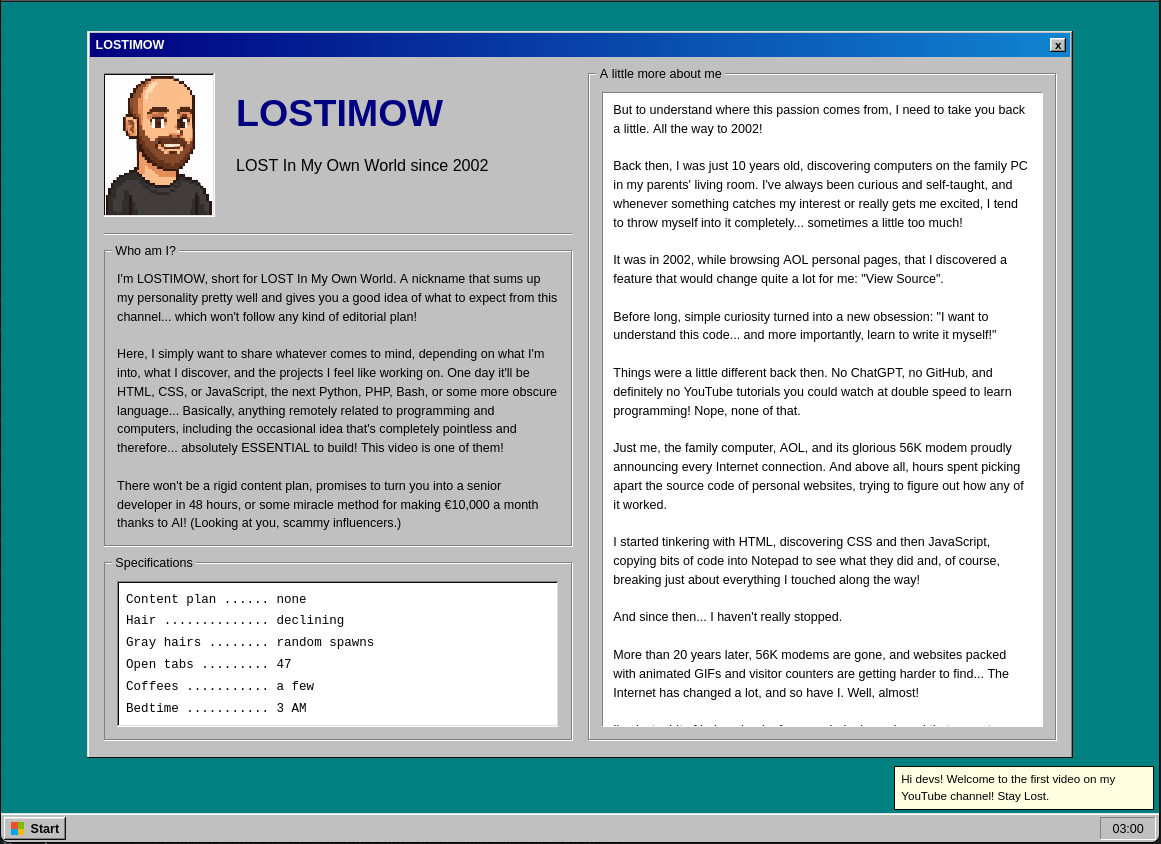 LOSTIMOW
x
LOSTIMOW
LOST In My Own World since 2002
Who am I?
I'm LOSTIMOW, short for LOST In My Own World. A nickname that sums up
my personality pretty well and gives you a good idea of what to expect from this
channel... which won't follow any kind of editorial plan!
Here, I simply want to share whatever comes to mind, depending on what I'm
into, what I discover, and the projects I feel like working on. One day it'll be
HTML, CSS, or JavaScript, the next Python, PHP, Bash, or some more obscure
language... Basically, anything remotely related to programming and
computers, including the occasional idea that's completely pointless and
therefore... absolutely ESSENTIAL to build! This video is one of them!
There won't be a rigid content plan, promises to turn you into a senior
developer in 48 hours, or some miracle method for making €10,000 a month
thanks to AI! (Looking at you, scammy influencers.)
Specifications
Content plan ...... none
Hair .............. declining
Gray hairs ........ random spawns
Open tabs ......... 47
Coffees ........... a few
Bedtime ........... 3 AM
A little more about me
But to understand where this passion comes from, I need to take you back
a little. All the way to 2002!
Back then, I was just 10 years old, discovering computers on the family PC
in my parents' living room. I've always been curious and self-taught, and
whenever something catches my interest or really gets me excited, I tend
to throw myself into it completely... sometimes a little too much!
It was in 2002, while browsing AOL personal pages, that I discovered a
feature that would change quite a lot for me: "View Source".
Before long, simple curiosity turned into a new obsession: "I want to
understand this code... and more importantly, learn to write it myself!"
Things were a little different back then. No ChatGPT, no GitHub, and
definitely no YouTube tutorials you could watch at double speed to learn
programming! Nope, none of that.
Just me, the family computer, AOL, and its glorious 56K modem proudly
announcing every Internet connection. And above all, hours spent picking
apart the source code of personal websites, trying to figure out how any of
it worked.
I started tinkering with HTML, discovering CSS and then JavaScript,
copying bits of code into Notepad to see what they did and, of course,
breaking just about everything I touched along the way!
And since then... I haven't really stopped.
More than 20 years later, 56K modems are gone, and websites packed
with animated GIFs and visitor counters are getting harder to find... The
Internet has changed a lot, and so have I. Well, almost!
Hi devs! Welcome to the first video on my
YouTube channel! Stay Lost.
Start
03:00